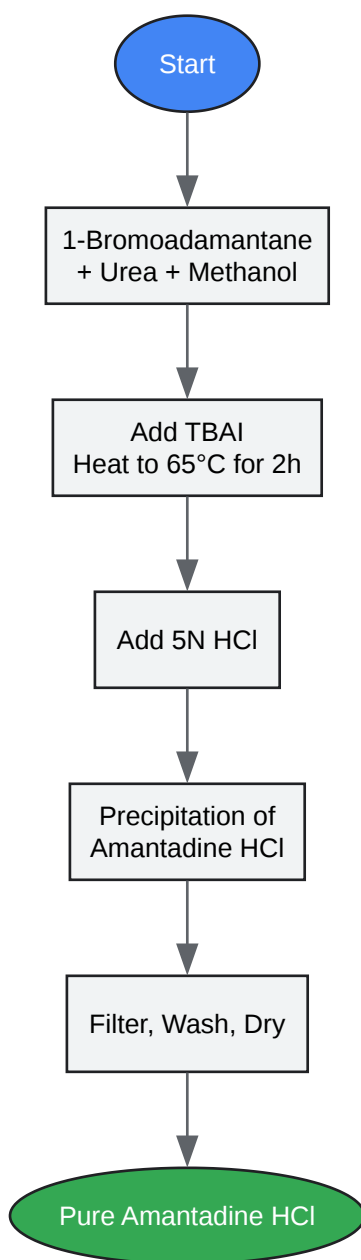 Start
1-Bromoadamantane
+ Urea + Methanol
Add TBAI
Heat to 65°C for 2h
Add 5N HCl
Precipitation of
Amantadine HCl
Filter, Wash, Dry
Pure Amantadine HCl